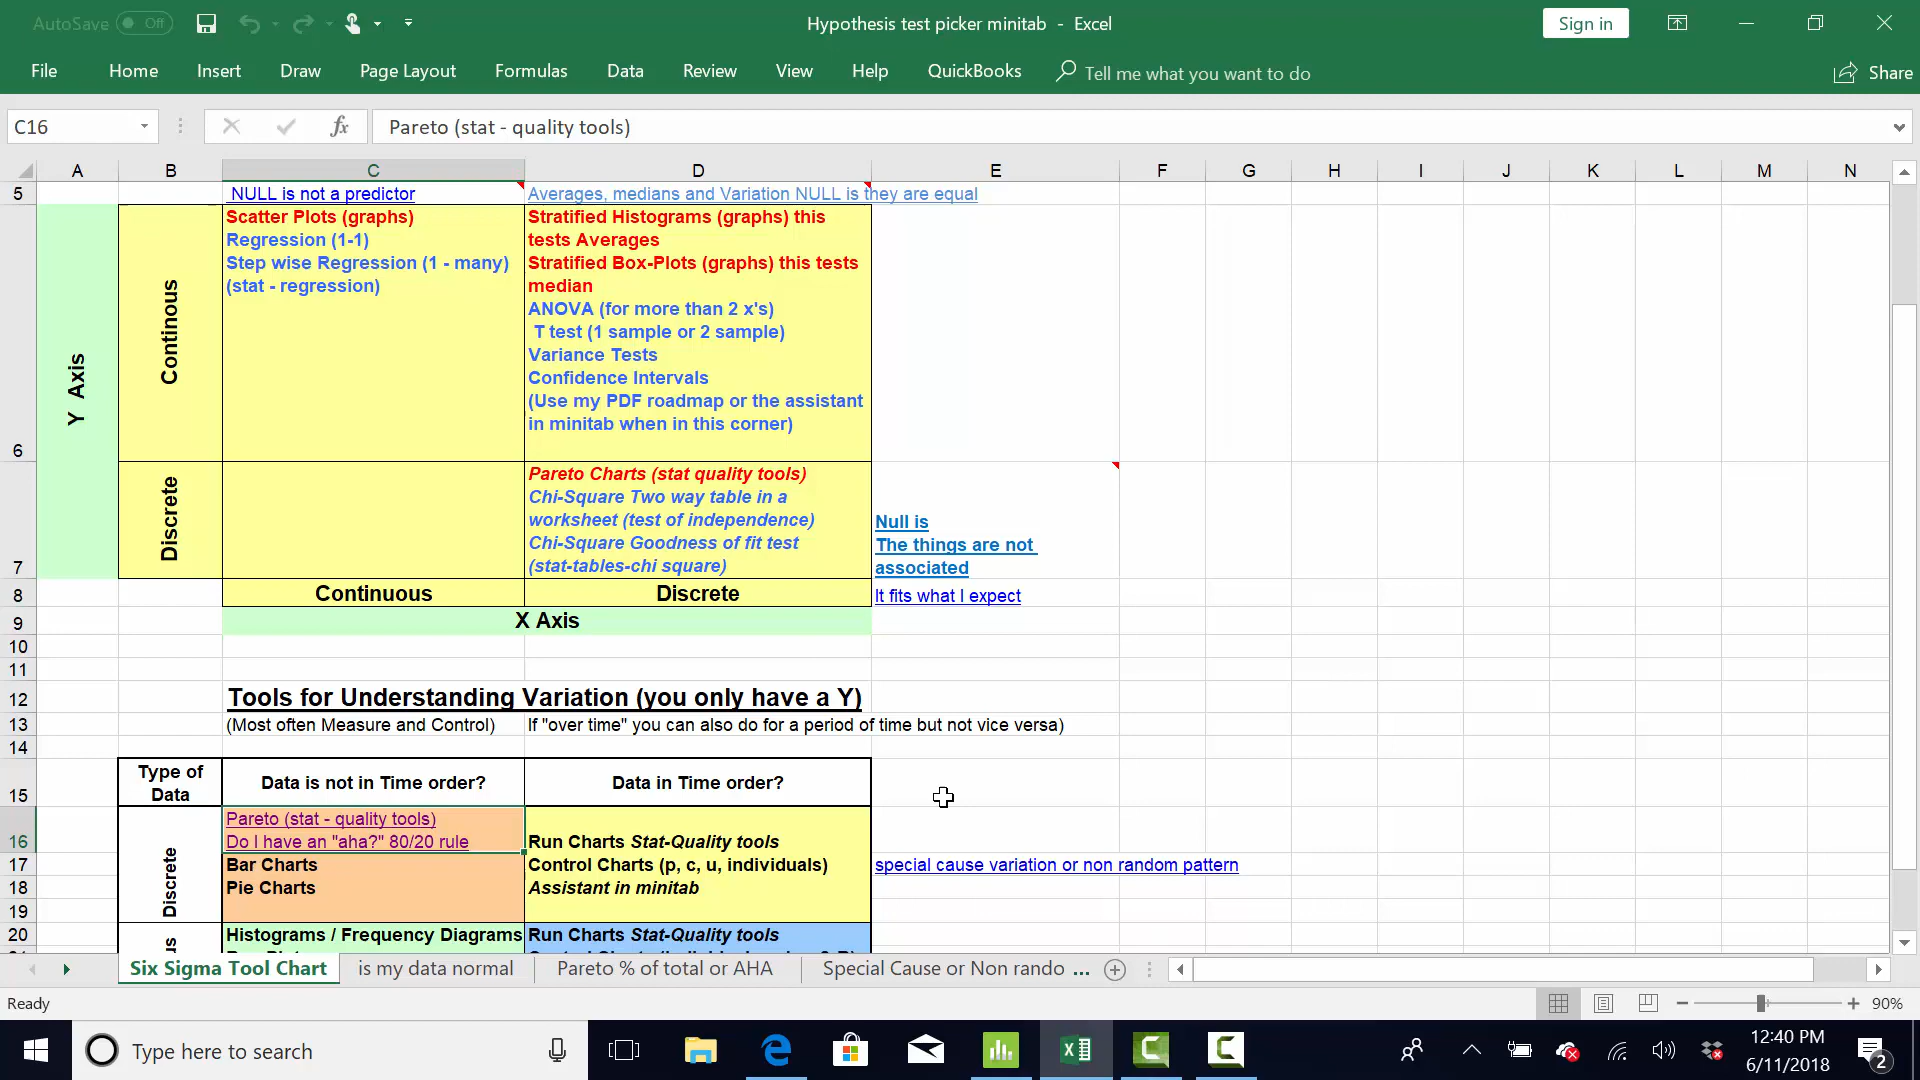 AutoSave Off
Hypothesis test picker minitab - Excel
Sign in
File Home Insert Draw Page Layout Formulas Data Review View Help QuickBooks Tell me what you want to do Share
C16 fx Pareto (stat - quality tools)
A B C D E F G H I J K L M N
5 NULL is not a predictor Averages, medians and Variation NULL is they are equal
Y Axis
Continous
Scatter Plots (graphs)
Regression (1-1)
Step wise Regression (1 - many)
(stat - regression)
Stratified Histograms (graphs) this
tests Averages
Stratified Box-Plots (graphs) this tests
median
ANOVA (for more than 2 x's)
T test (1 sample or 2 sample)
Variance Tests
Confidence Intervals
(Use my PDF roadmap or the assistant
in minitab when in this corner)
6
Discrete
Pareto Charts (stat quality tools)
Chi-Square Two way table in a
worksheet (test of independence)
Chi-Square Goodness of fit test
(stat-tables-chi square)
Null is
The things are not
associated
7
8 Continuous Discrete It fits what I expect
9 X Axis
10
11
12 Tools for Understanding Variation (you only have a Y)
13 (Most often Measure and Control) If "over time" you can also do for a period of time but not vice versa)
14
15 Type of
Data
Data is not in Time order? Data in Time order?
Discrete
Pareto (stat - quality tools)
16 Do I have an "aha?" 80/20 rule Run Charts Stat-Quality tools
17 Bar Charts Control Charts (p, c, u, individuals) special cause variation or non random pattern
18 Pie Charts Assistant in minitab
19
20 Histograms / Frequency Diagrams Run Charts Stat-Quality tools
Six Sigma Tool Chart is my data normal Pareto % of total or AHA Special Cause or Non rando ...
Ready 90%
Type here to search
12:40 PM
6/11/2018
2